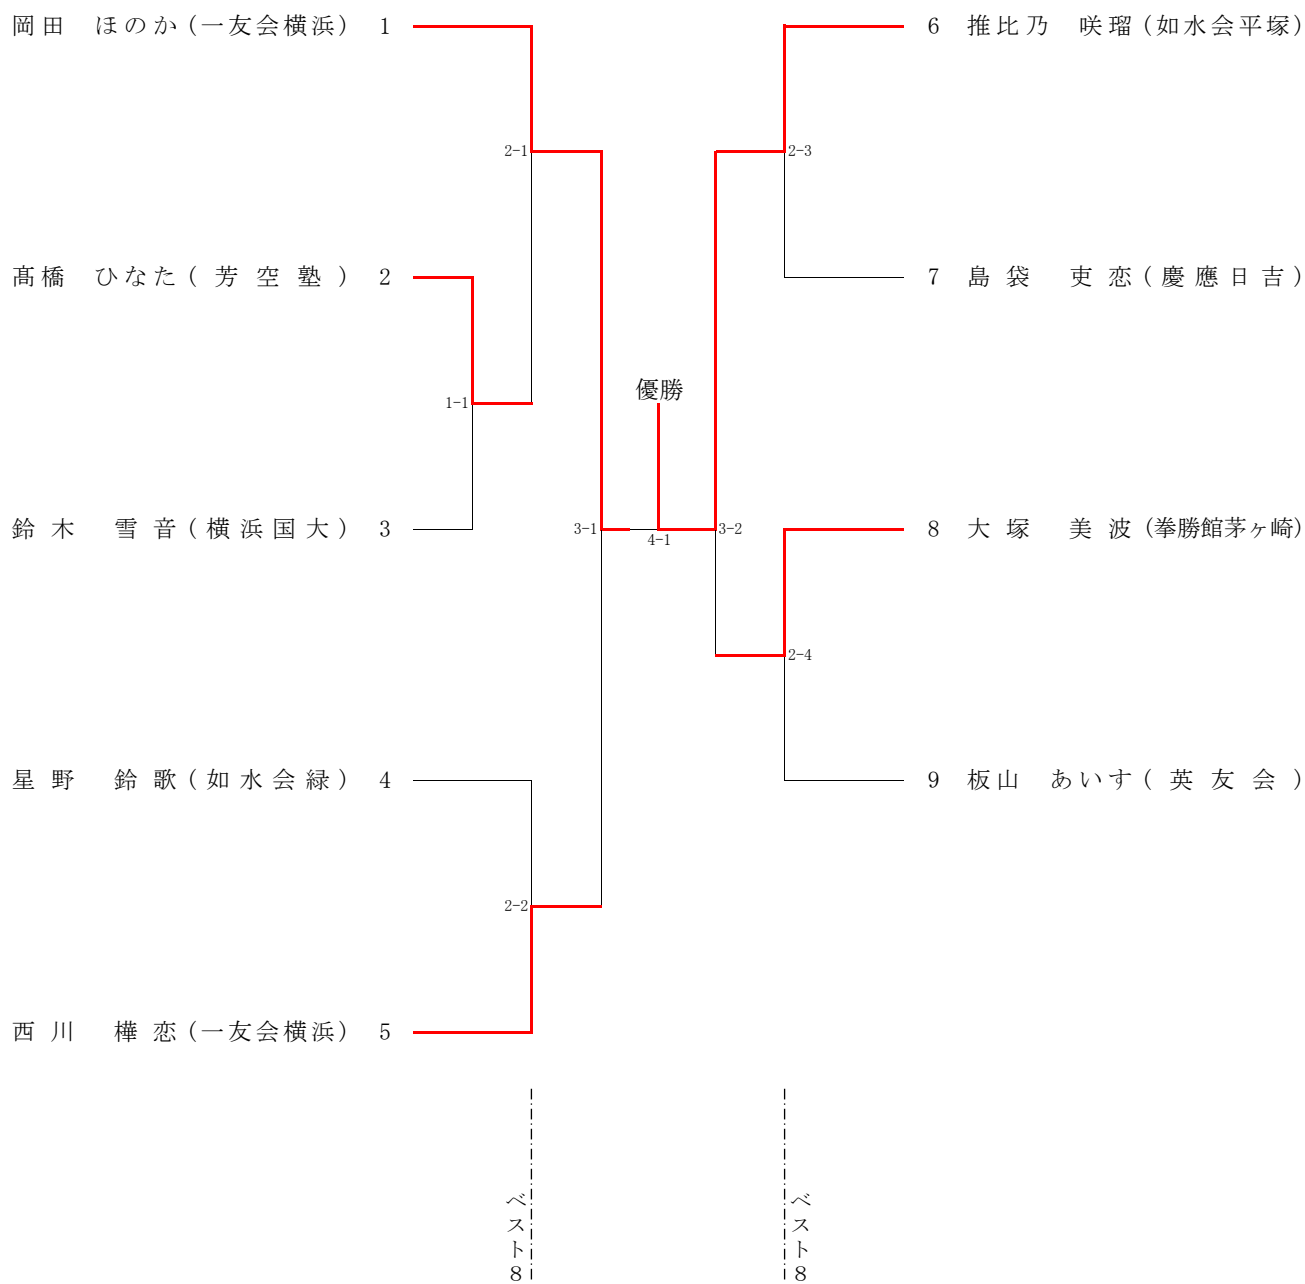 岡田 ほのか (一友会横浜) 1
髙橋 ひなた (芳空塾) 2
鈴木 雪音 (横浜国大) 3
星野 鈴歌 (如水会緑) 4
西川 樺恋 (一友会横浜) 5
2-1
1-1
3-1
2-2
優勝
4-1
6 推比乃 咲瑠 (如水会平塚)
7 島袋 吏恋 (慶應日吉)
8 大塚 美波 (拳勝館茅ヶ崎)
9 板山 あいす (英友会)
2-3
3-2
2-4
ベスト8
ベスト8